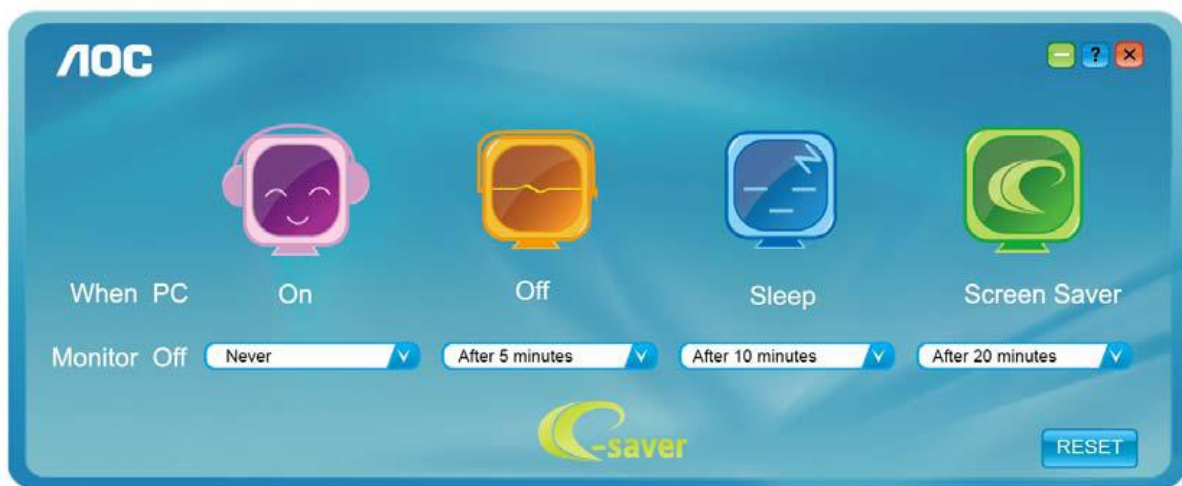 AOC
?
When PC On Off Sleep Screen Saver
Monitor Off Never After 5 minutes After 10 minutes After 20 minutes
e-saver
RESET